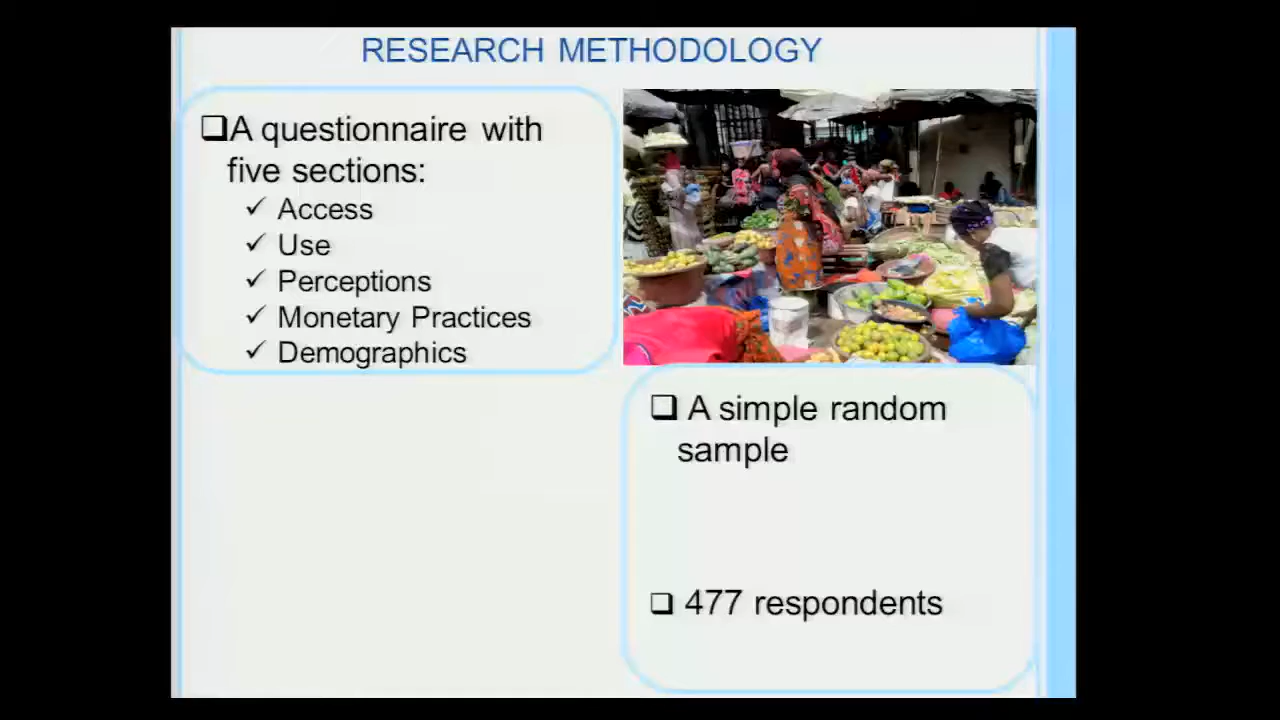 RESEARCH METHODOLOGY
❑A questionnaire with
five sections:
✓ Access
✓ Use
✓ Perceptions
✓ Monetary Practices
✓ Demographics
❑ A simple random
sample
❑ 477 respondents